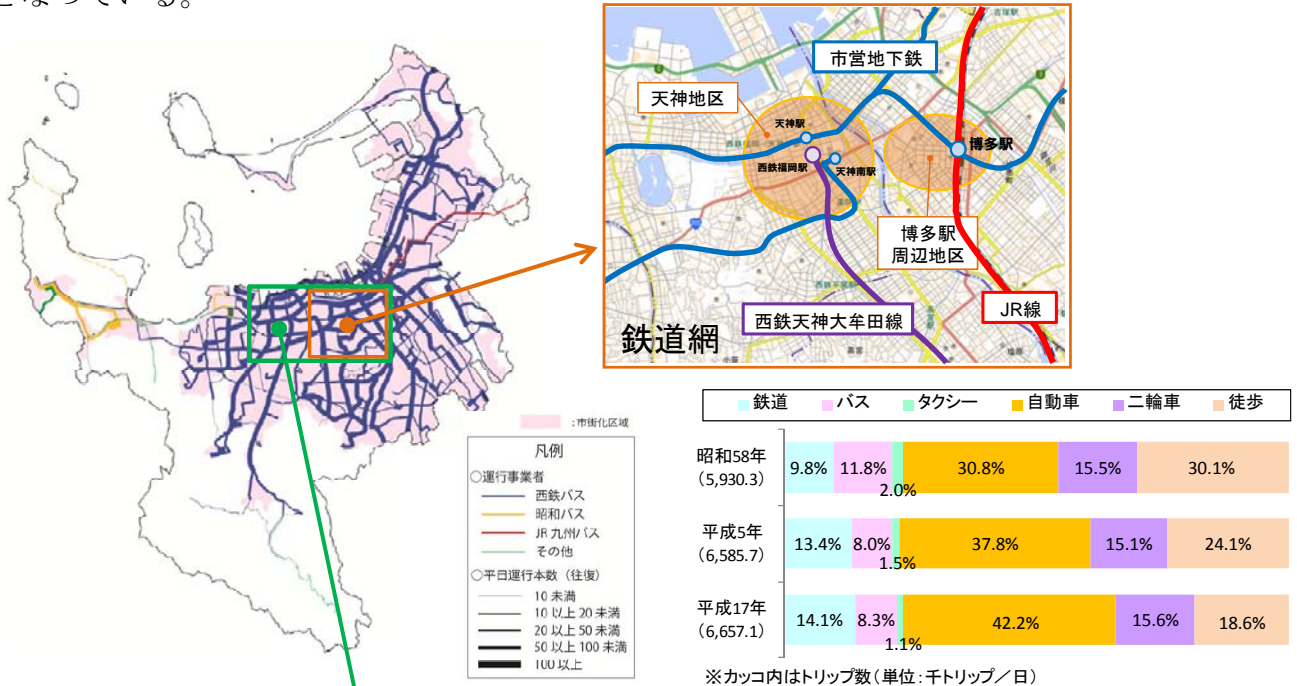 となっている。
市営地下鉄
天神地区
天神駅
西鉄福岡駅
天神南駅
博多駅
博多駅
周辺地区
西鉄天神大牟田線
JR線
鉄道網
:市街化区域
凡例
○運行事業者
西鉄バス
昭和バス
JR九州バス
その他
○平日運行本数（往復）
10未満
10以上20未満
20以上50未満
50以上100未満
100以上
鉄道 バス タクシー 自動車 二輪車 徒歩
昭和58年
(5,930.3)
9.8% 11.8% 2.0% 30.8% 15.5% 30.1%
平成5年
(6,585.7)
13.4% 8.0% 1.5% 37.8% 15.1% 24.1%
平成17年
(6,657.1)
14.1% 8.3% 1.1% 42.2% 15.6% 18.6%
※カッコ内はトリップ数(単位:千トリップ/日)